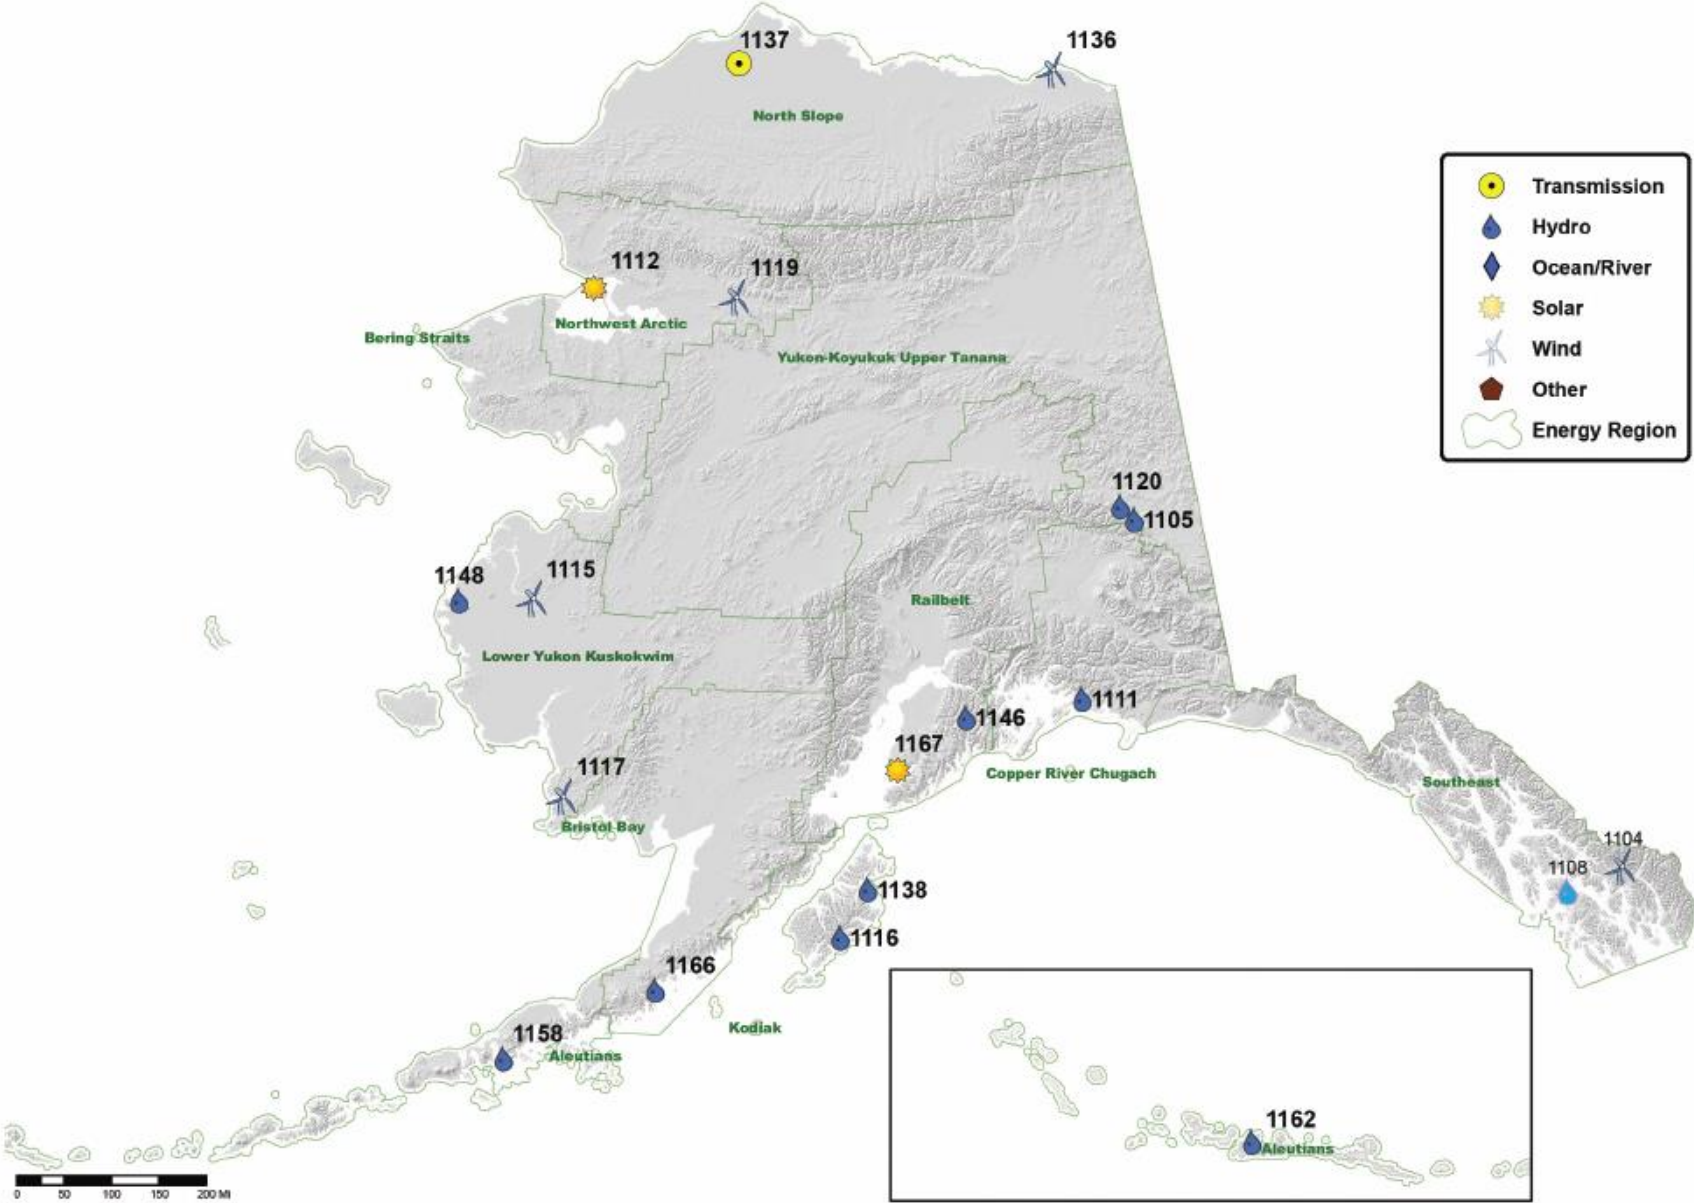 1137
1136
North Slope
Transmission
Hydro
Ocean/River
Solar
Wind
Other
Energy Region
1112
1119
Northwest Arctic
Bering Straits
Yukon-Koyukuk Upper Tanana
1120
1105
1148
1115
Railbelt
Lower Yukon Kuskokwim
1111
1146
1167
1117
Copper River Chugach
Southeast
Bristol Bay
1104
1108
1138
1116
1166
Kodiak
1158
Aleutians
1162
Aleutians
0 50 100 150 200 Mi